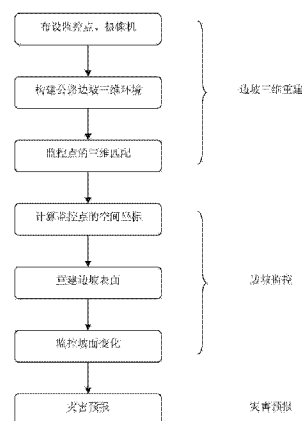 布设监控点、摄像机
构建公路边坡三维环境
边坡三维重建
监控点的三维匹配
计算监控点的空间坐标
重建边坡表面
边坡监控
监控坡面变化
灾害预报
灾害预报